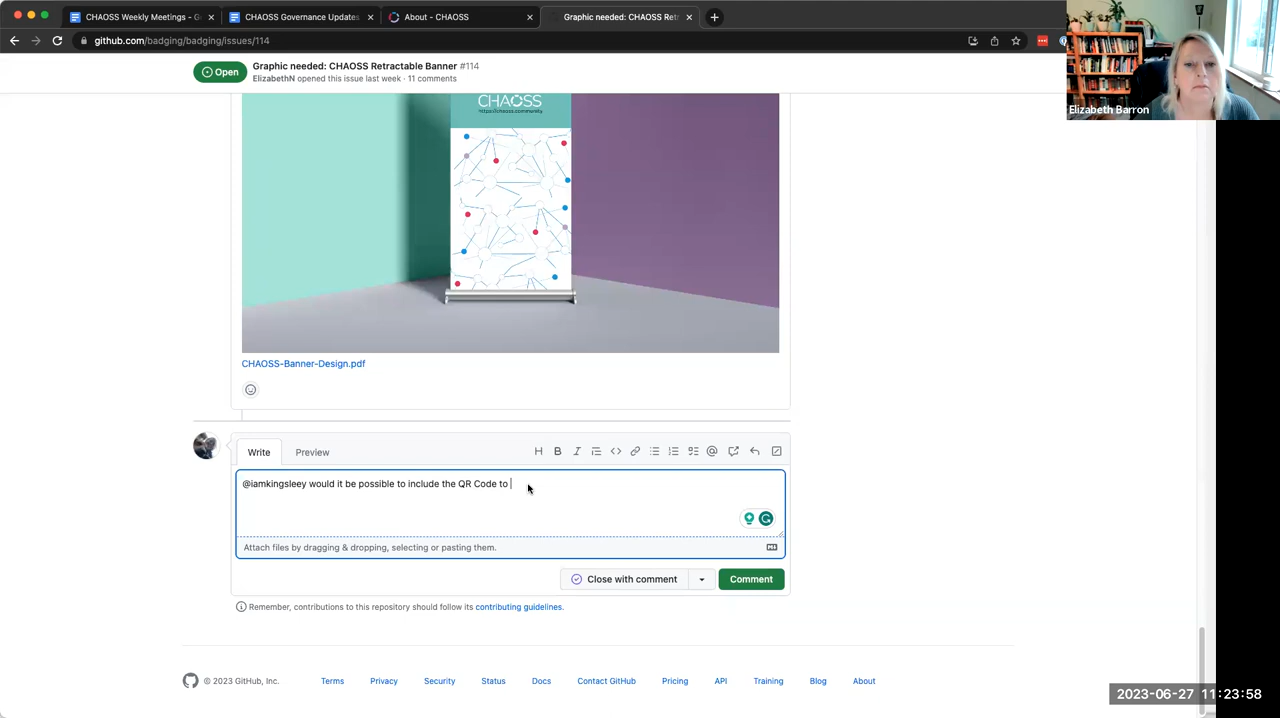 CHAOSS Weekly Meetings - G
CHAOSS Governance Updates
About - CHAOSS
Graphic needed: CHAOSS Ret
github.com/badging/badging/issues/114
Elizabeth Barron
Open
Graphic needed: CHAOSS Retractable Banner #114
ElizabethN opened this issue last week · 11 comments
CHAOSS
https://chaoss.community
CHAOSS-Banner-Design.pdf
Write
Preview
@iamkingsleey would it be possible to include the QR Code to
Attach files by dragging & dropping, selecting or pasting them.
Close with comment
Comment
Remember, contributions to this repository should follow its contributing guidelines.
© 2023 GitHub, Inc.
Terms
Privacy
Security
Status
Docs
Contact GitHub
Pricing
API
Training
Blog
About
2023-06-27 11:23:58